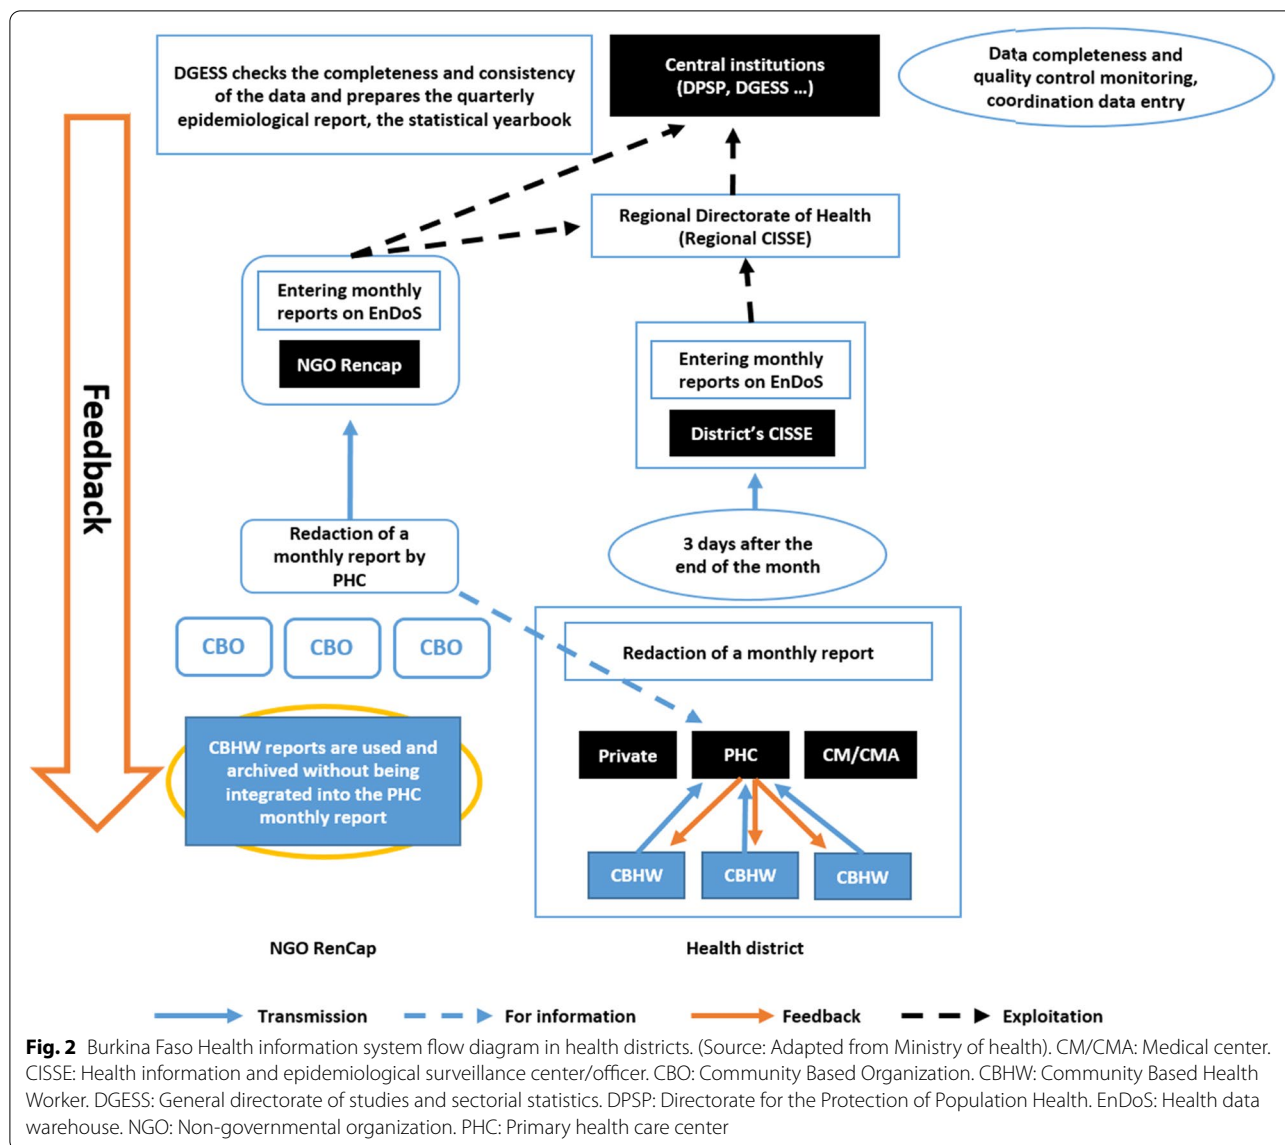 DGESS checks the completeness and consistency
of the data and prepares the quarterly
epidemiological report, the statistical yearbook
Central institutions
(DPSP, DGESS ...)
Data completeness and
quality control monitoring,
coordination data entry
Regional Directorate of Health
(Regional CISSE)
Entering monthly
reports on EnDoS
NGO Rencap
Entering monthly
reports on EnDoS
District's CISSE
Feedback
Redaction of a
monthly report by
PHC
3 days after the
end of the month
CBO
CBO
CBO
Redaction of a monthly report
CBHW reports are used and
archived without being
integrated into the PHC
monthly report
Private
PHC
CM/CMA
CBHW
CBHW
CBHW
NGO RenCap
Health district
Transmission
For information
Feedback
Exploitation
Fig. 2 Burkina Faso Health information system flow diagram in health districts. (Source: Adapted from Ministry of health). CM/CMA: Medical center.
CISSE: Health information and epidemiological surveillance center/officer. CBO: Community Based Organization. CBHW: Community Based Health
Worker. DGESS: General directorate of studies and sectorial statistics. DPSP: Directorate for the Protection of Population Health. EnDoS: Health data
warehouse. NGO: Non-governmental organization. PHC: Primary health care center